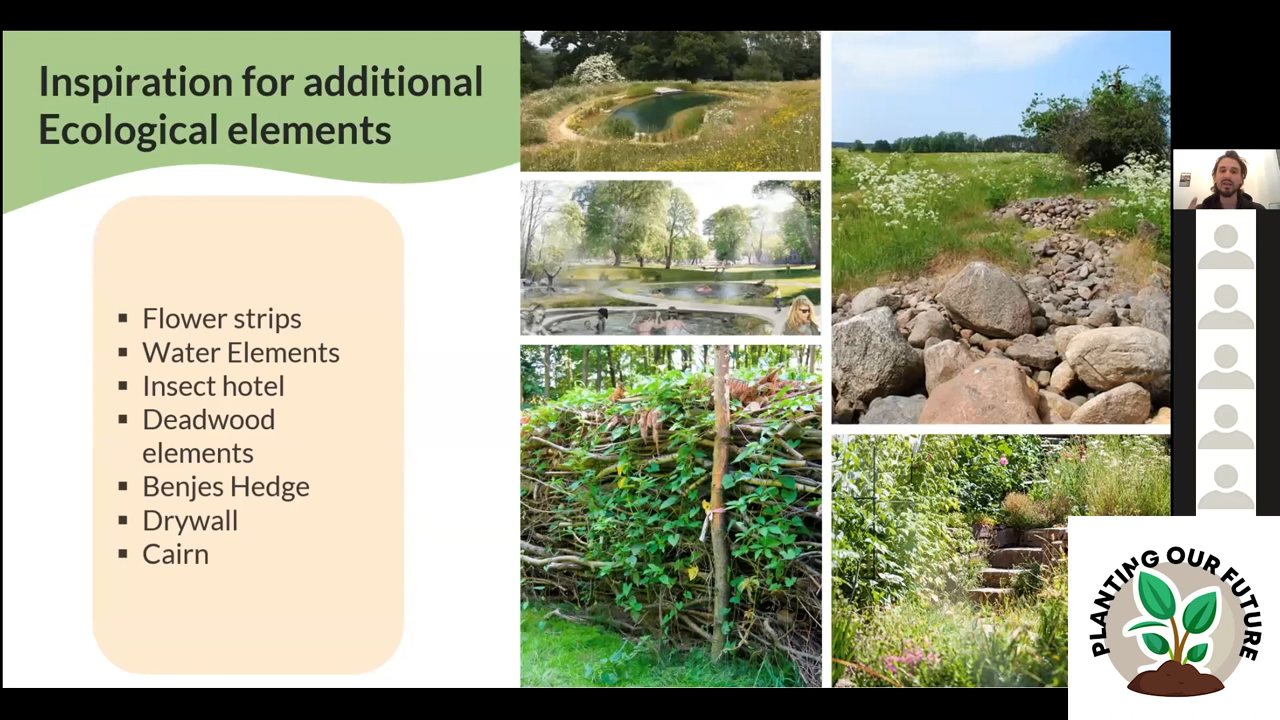 Inspiration for additional
Ecological elements
▪ Flower strips
▪ Water Elements
▪ Insect hotel
▪ Deadwood
elements
▪ Benjes Hedge
▪ Drywall
▪ Cairn
PLANTING OUR FUTURE